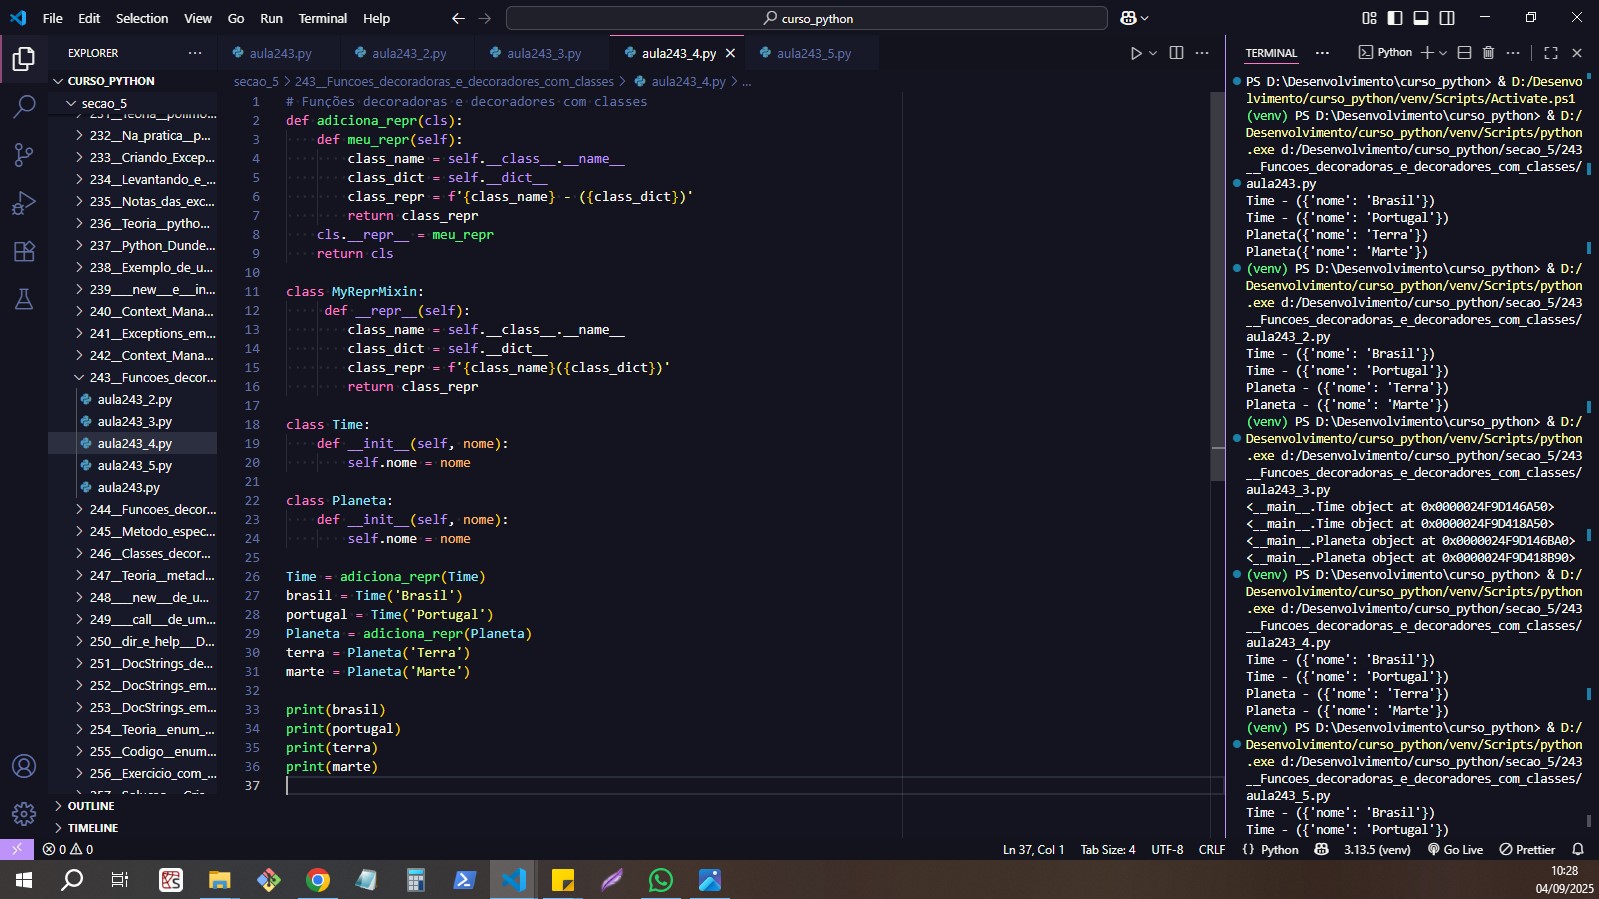 File Edit Selection View Go Run Terminal Help
curso_python
EXPLORER
CURSO_PYTHON
secao_5
232__Na_pratica__p...
233__Criando_Excep...
234__Levantando_e_...
235__Notas_das_exc...
236__Teoria__pytho...
237__Python_Dunde...
238__Exemplo_de_u...
239___new__e__in...
240__Context_Mana...
241__Exceptions_em...
242__Context_Mana...
243__Funcoes_decor...
aula243_2.py
aula243_3.py
aula243_4.py
aula243_5.py
aula243.py
244__Funcoes_decor...
245__Metodo_espec...
246__Classes_decor...
247__Teoria__metacl...
248___new___de_u...
249___call__de_um...
250__dir_e_help___D...
251__DocStrings_de...
252__DocStrings_em...
253__DocStrings_em...
254__Teoria__enum_...
255__Codigo__enum...
256__Exercicio_com_...
OUTLINE
TIMELINE
aula243.py aula243_2.py aula243_3.py aula243_4.py aula243_5.py
secao_5 > 243__Funcoes_decoradoras_e_decoradores_com_classes > aula243_4.py > ...
1 # Funções decoradoras e decoradores com classes
2 def adiciona_repr(cls):
3     def meu_repr(self):
4         class_name = self.__class__.__name__
5         class_dict = self.__dict__
6         class_repr = f'{class_name} - ({class_dict})'
7         return class_repr
8     cls.__repr__ = meu_repr
9     return cls
10
11 class MyReprMixin:
12      def __repr__(self):
13         class_name = self.__class__.__name__
14         class_dict = self.__dict__
15         class_repr = f'{class_name}({class_dict})'
16         return class_repr
17
18 class Time:
19     def __init__(self, nome):
20         self.nome = nome
21
22 class Planeta:
23     def __init__(self, nome):
24         self.nome = nome
25
26 Time = adiciona_repr(Time)
27 brasil = Time('Brasil')
28 portugal = Time('Portugal')
29 Planeta = adiciona_repr(Planeta)
30 terra = Planeta('Terra')
31 marte = Planeta('Marte')
32
33 print(brasil)
34 print(portugal)
35 print(terra)
36 print(marte)
37
TERMINAL ... Python
PS D:\Desenvolvimento\curso_python> & D:/Desenvo
lvimento/curso_python/venv/Scripts/Activate.ps1
(venv) PS D:\Desenvolvimento\curso_python> & D:/
Desenvolvimento/curso_python/venv/Scripts/python
.exe d:/Desenvolvimento/curso_python/secao_5/243
__Funcoes_decoradoras_e_decoradores_com_classes/
aula243.py
Time - ({'nome': 'Brasil'})
Time - ({'nome': 'Portugal'})
Planeta({'nome': 'Terra'})
Planeta({'nome': 'Marte'})
(venv) PS D:\Desenvolvimento\curso_python> & D:/
Desenvolvimento/curso_python/venv/Scripts/python
.exe d:/Desenvolvimento/curso_python/secao_5/243
__Funcoes_decoradoras_e_decoradores_com_classes/
aula243_2.py
Time - ({'nome': 'Brasil'})
Time - ({'nome': 'Portugal'})
Planeta - ({'nome': 'Terra'})
Planeta - ({'nome': 'Marte'})
(venv) PS D:\Desenvolvimento\curso_python> & D:/
Desenvolvimento/curso_python/venv/Scripts/python
.exe d:/Desenvolvimento/curso_python/secao_5/243
__Funcoes_decoradoras_e_decoradores_com_classes/
aula243_3.py
<__main__.Time object at 0x0000024F9D146A50>
<__main__.Time object at 0x0000024F9D418A50>
<__main__.Planeta object at 0x0000024F9D146BA0>
<__main__.Planeta object at 0x0000024F9D418B90>
(venv) PS D:\Desenvolvimento\curso_python> & D:/
Desenvolvimento/curso_python/venv/Scripts/python
.exe d:/Desenvolvimento/curso_python/secao_5/243
__Funcoes_decoradoras_e_decoradores_com_classes/
aula243_4.py
Time - ({'nome': 'Brasil'})
Time - ({'nome': 'Portugal'})
Planeta - ({'nome': 'Terra'})
Planeta - ({'nome': 'Marte'})
(venv) PS D:\Desenvolvimento\curso_python> & D:/
Desenvolvimento/curso_python/venv/Scripts/python
.exe d:/Desenvolvimento/curso_python/secao_5/243
__Funcoes_decoradoras_e_decoradores_com_classes/
aula243_5.py
Time - ({'nome': 'Brasil'})
Time - ({'nome': 'Portugal'})
0 0 Ln 37, Col 1 Tab Size: 4 UTF-8 CRLF {} Python 3.13.5 (venv) Go Live Prettier
10:28
04/09/2025